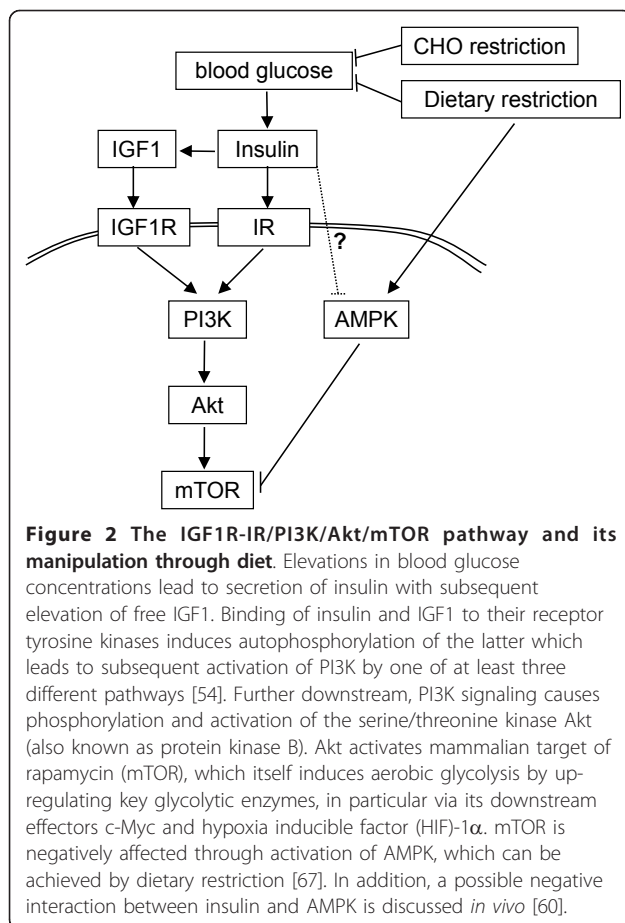 CHO restriction
blood glucose
Dietary restriction
IGF1
Insulin
IGF1R
IR
?
PI3K
AMPK
Akt
mTOR
Figure 2 The IGF1R-IR/PI3K/Akt/mTOR pathway and its
manipulation through diet. Elevations in blood glucose
concentrations lead to secretion of insulin with subsequent
elevation of free IGF1. Binding of insulin and IGF1 to their receptor
tyrosine kinases induces autophosphorylation of the latter which
leads to subsequent activation of PI3K by one of at least three
different pathways [54]. Further downstream, PI3K signaling causes
phosphorylation and activation of the serine/threonine kinase Akt
(also known as protein kinase B). Akt activates mammalian target of
rapamycin (mTOR), which itself induces aerobic glycolysis by up-
regulating key glycolytic enzymes, in particular via its downstream
effectors c-Myc and hypoxia inducible factor (HIF)-1α. mTOR is
negatively affected through activation of AMPK, which can be
achieved by dietary restriction [67]. In addition, a possible negative
interaction between insulin and AMPK is discussed in vivo [60].